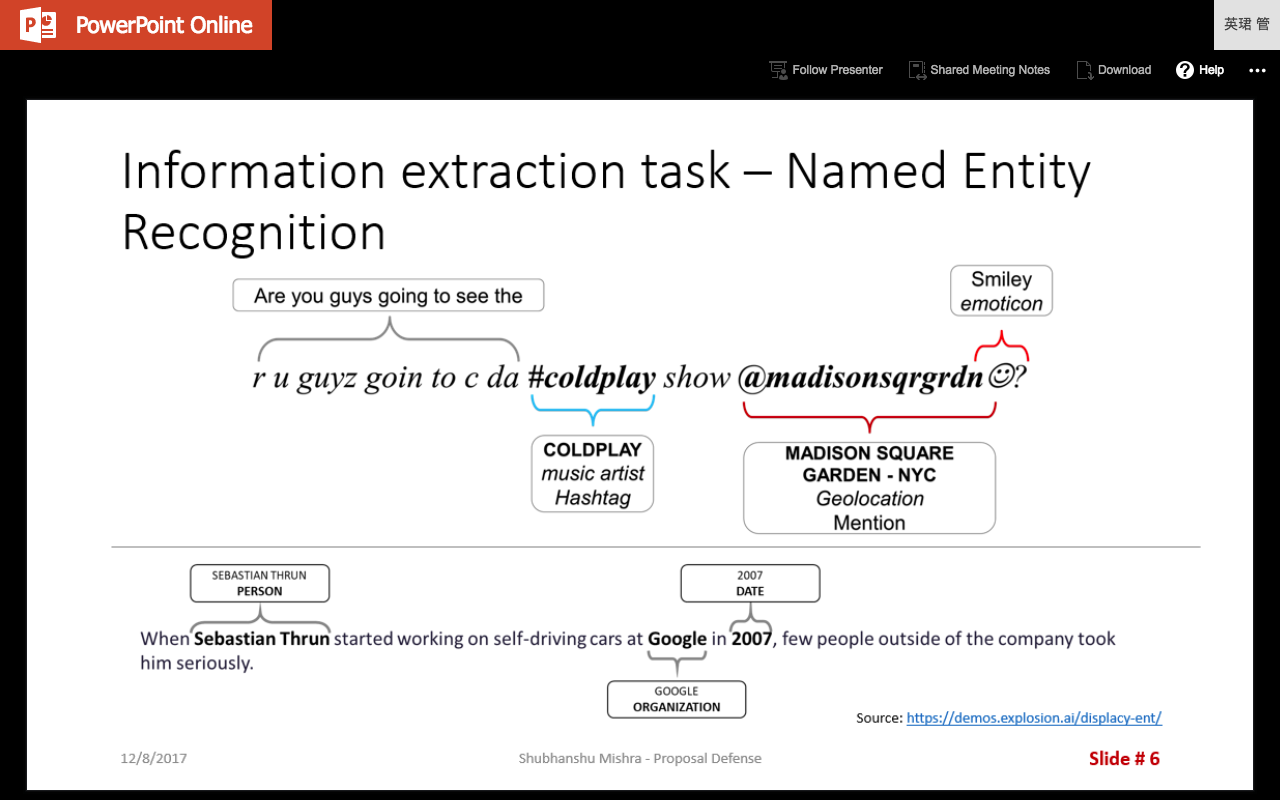 PowerPoint Online
英珺 管
Follow Presenter
Shared Meeting Notes
Download
Help
Information extraction task – Named Entity
Recognition
Are you guys going to see the
Smiley
emoticon
r u guyz goin to c da #coldplay show @madisonsqrgrdn☺?
COLDPLAY
music artist
Hashtag
MADISON SQUARE
GARDEN - NYC
Geolocation
Mention
SEBASTIAN THRUN
PERSON
2007
DATE
When Sebastian Thrun started working on self-driving cars at Google in 2007, few people outside of the company took
him seriously.
GOOGLE
ORGANIZATION
Source: https://demos.explosion.ai/displacy-ent/
12/8/2017
Shubhanshu Mishra - Proposal Defense
Slide # 6